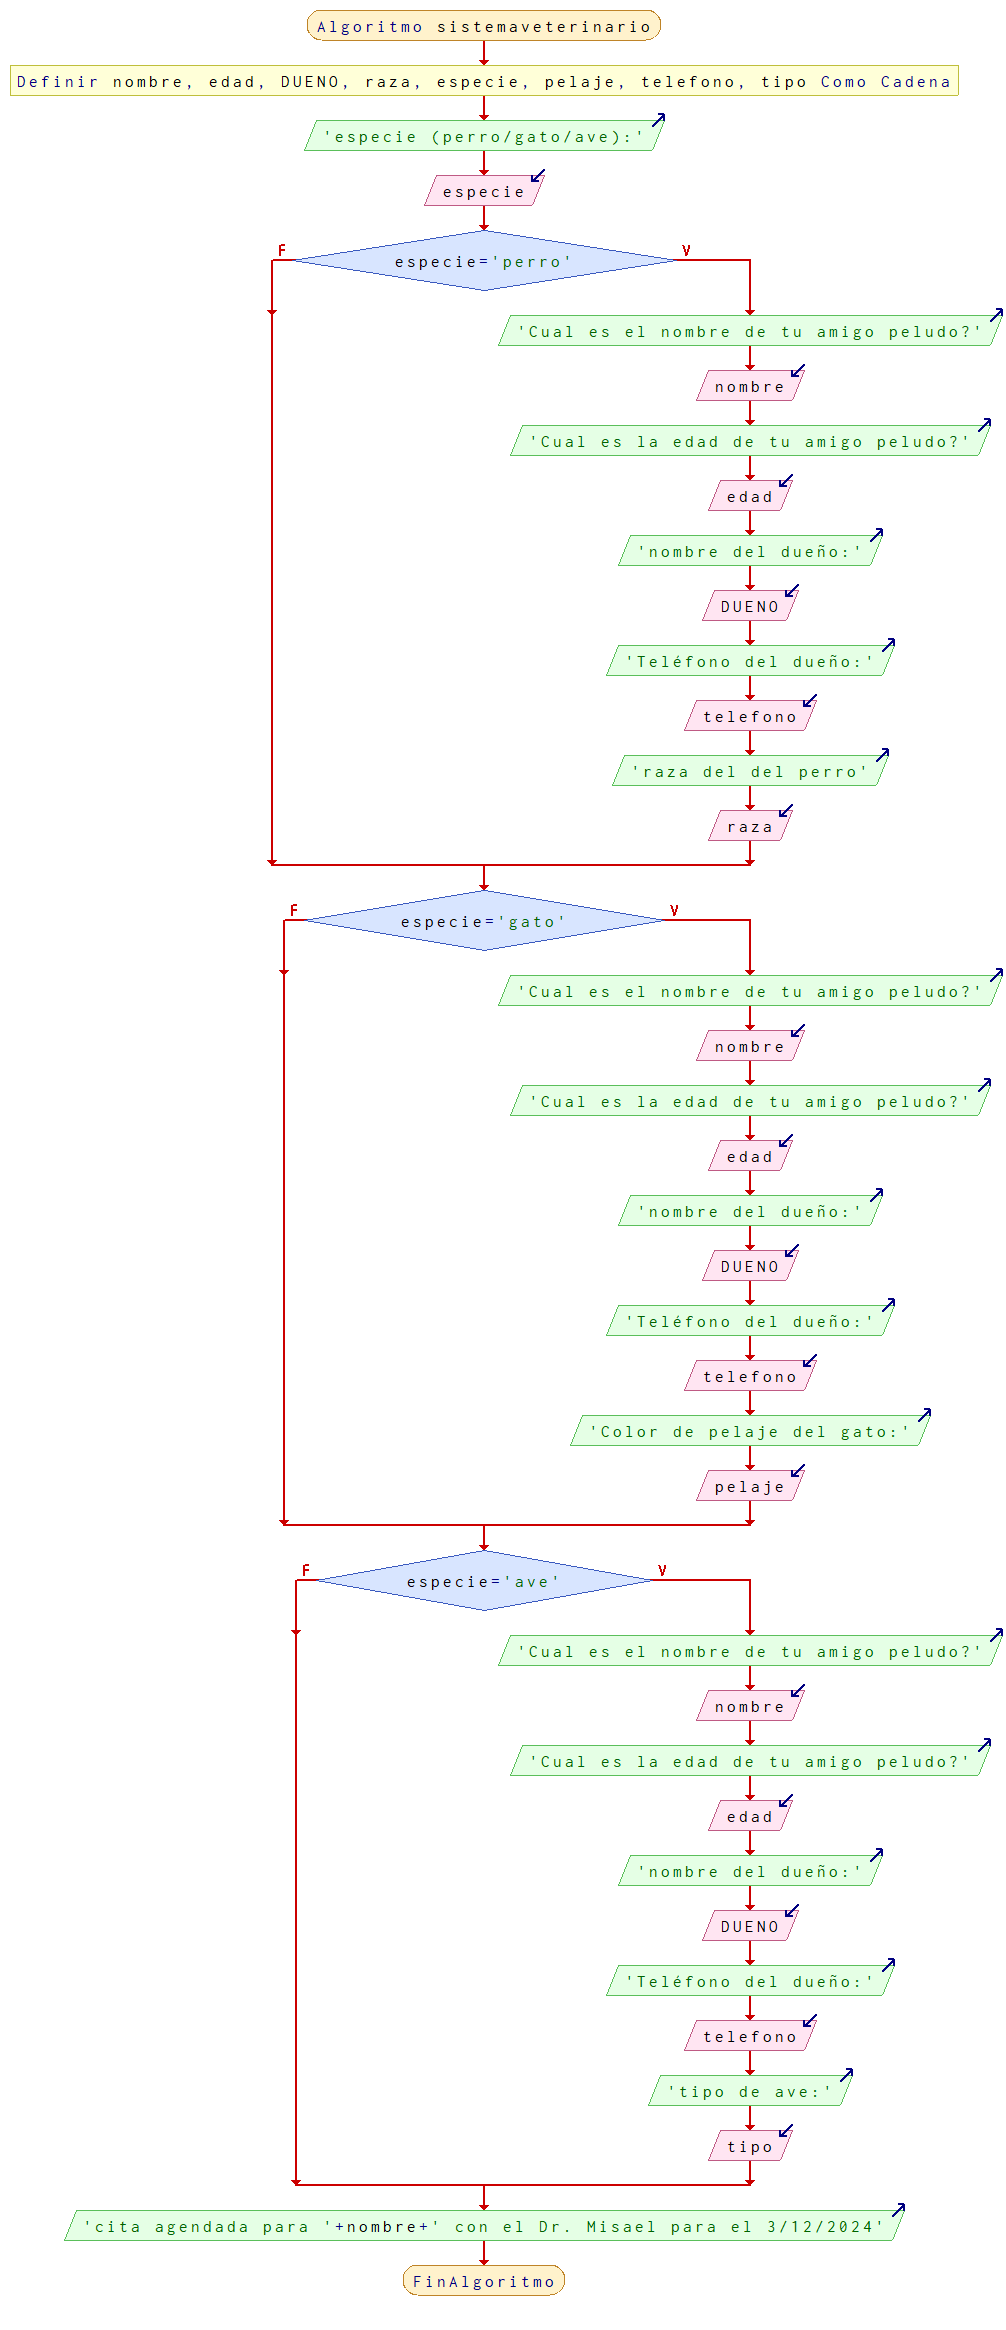 Algoritmo sistemaveterinario
Definir nombre, edad, DUENO, raza, especie, pelaje, telefono, tipo Como Cadena
'especie (perro/gato/ave):'
especie
F
V
especie='perro'
'Cual es el nombre de tu amigo peludo?'
nombre
'Cual es la edad de tu amigo peludo?'
edad
'nombre del dueño:'
DUENO
'Teléfono del dueño:'
telefono
'raza del del perro'
raza
F
V
especie='gato'
'Cual es el nombre de tu amigo peludo?'
nombre
'Cual es la edad de tu amigo peludo?'
edad
'nombre del dueño:'
DUENO
'Teléfono del dueño:'
telefono
'Color de pelaje del gato:'
pelaje
F
V
especie='ave'
'Cual es el nombre de tu amigo peludo?'
nombre
'Cual es la edad de tu amigo peludo?'
edad
'nombre del dueño:'
DUENO
'Teléfono del dueño:'
telefono
'tipo de ave:'
tipo
'cita agendada para '+nombre+' con el Dr. Misael para el 3/12/2024'
FinAlgoritmo